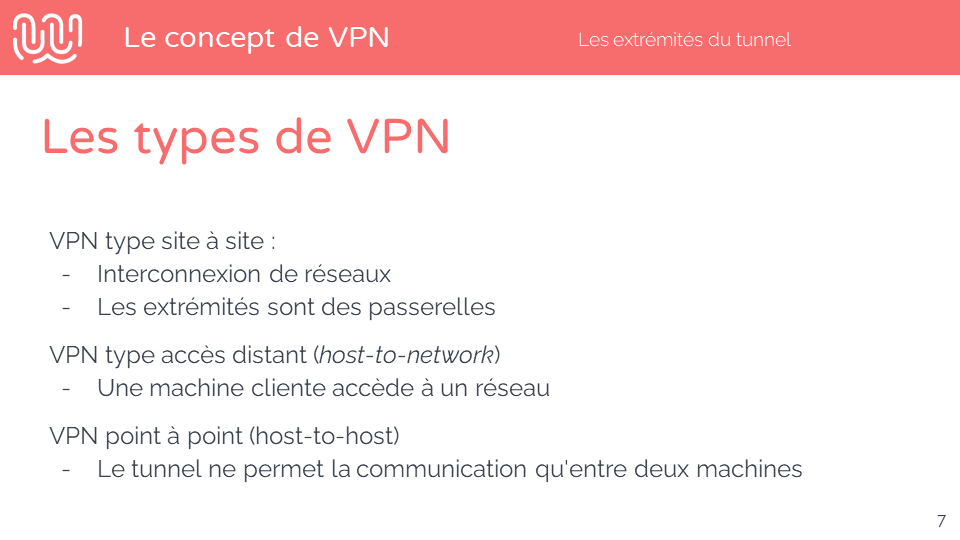 Le concept de VPN
Les extrémités du tunnel
Les types de VPN
VPN type site à site :
- Interconnexion de réseaux
- Les extrémités sont des passerelles
VPN type accès distant (host-to-network)
- Une machine cliente accède à un réseau
VPN point à point (host-to-host)
- Le tunnel ne permet la communication qu'entre deux machines
7